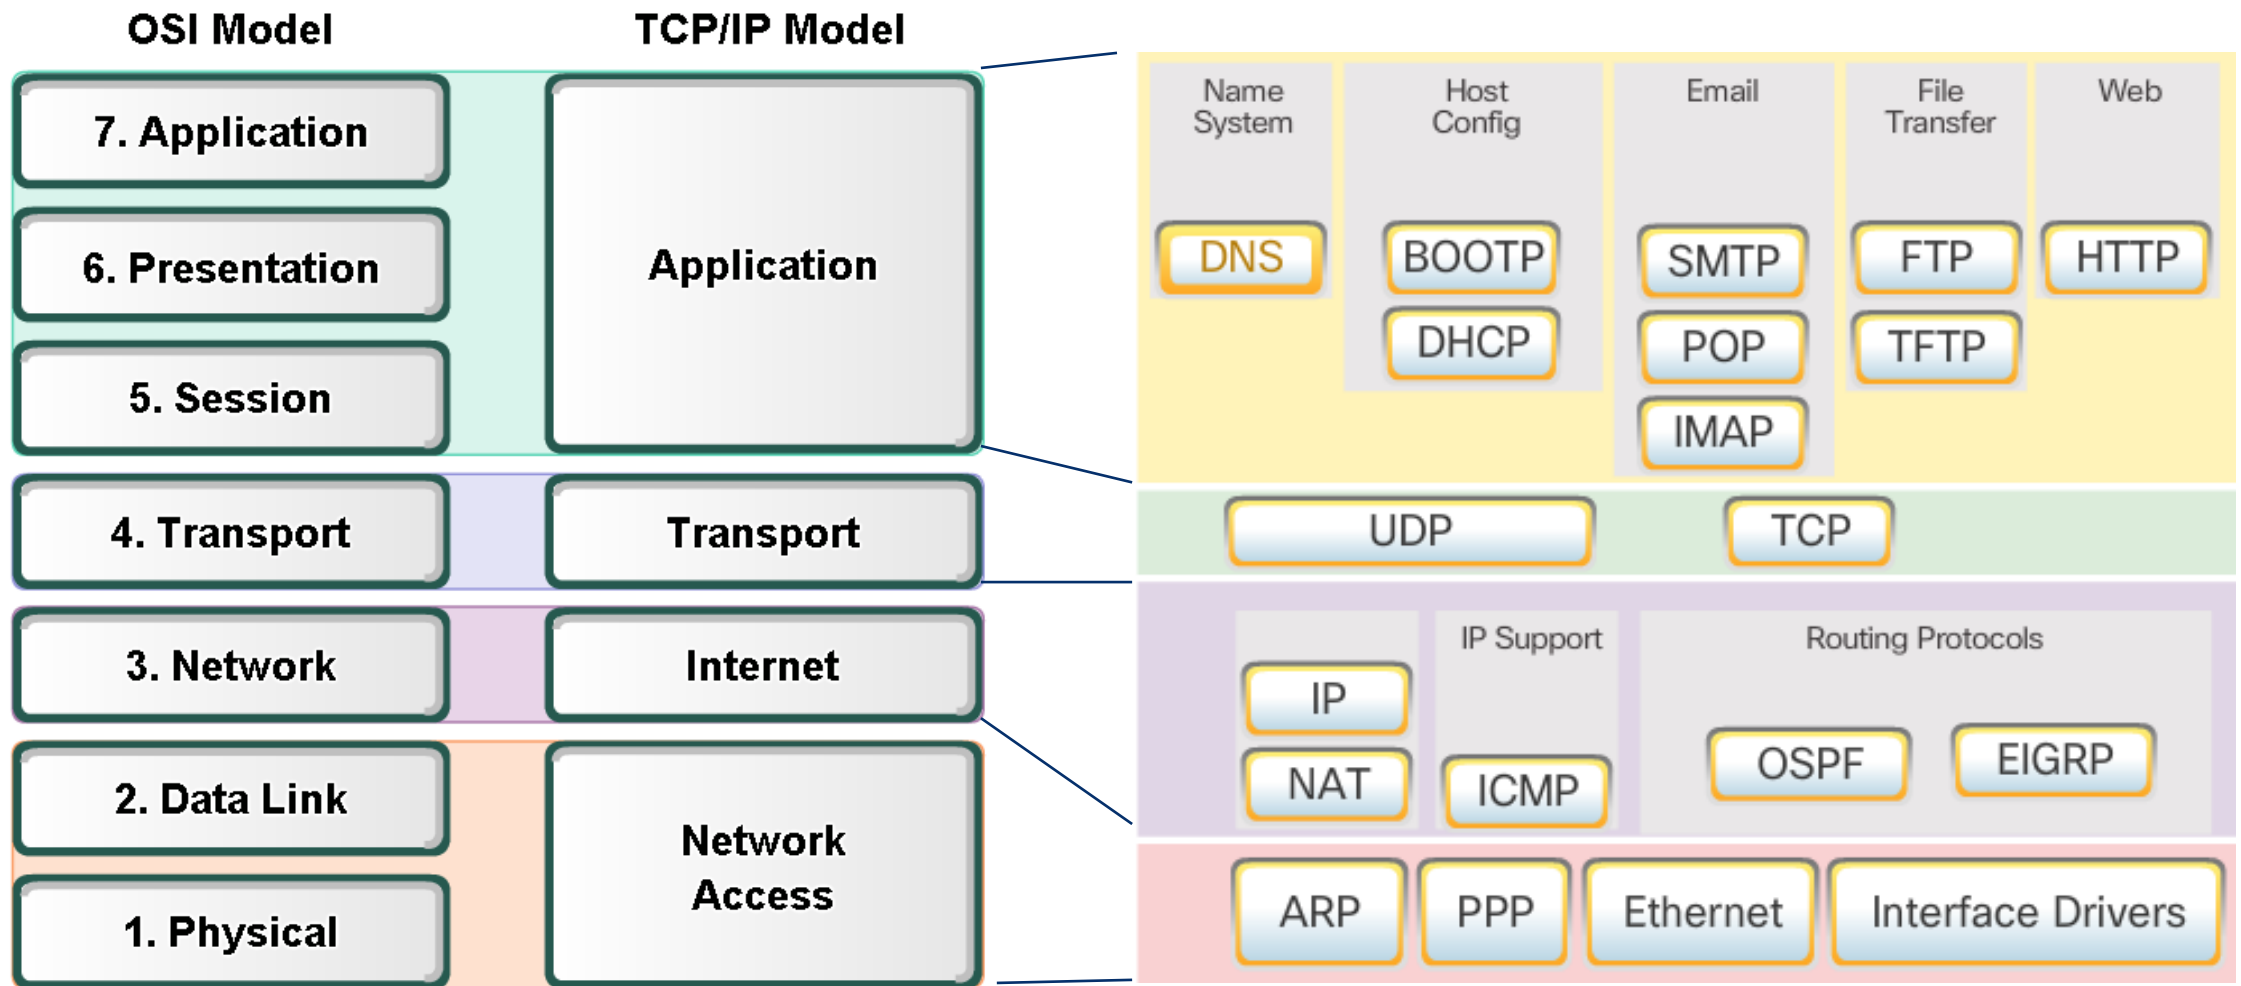 OSI Model
TCP/IP Model
7. Application
6. Presentation
5. Session
4. Transport
3. Network
2. Data Link
1. Physical
Application
Transport
Internet
Network
Access
Name
System
DNS
Host
Config
BOOTP
DHCP
Email
SMTP
POP
IMAP
File
Transfer
FTP
TFTP
Web
HTTP
UDP
TCP
IP
NAT
IP Support
ICMP
Routing Protocols
OSPF
EIGRP
ARP
PPP
Ethernet
Interface Drivers